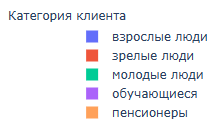 Категория клиента
взрослые люди
зрелые люди
молодые люди
обучающиеся
пенсионеры